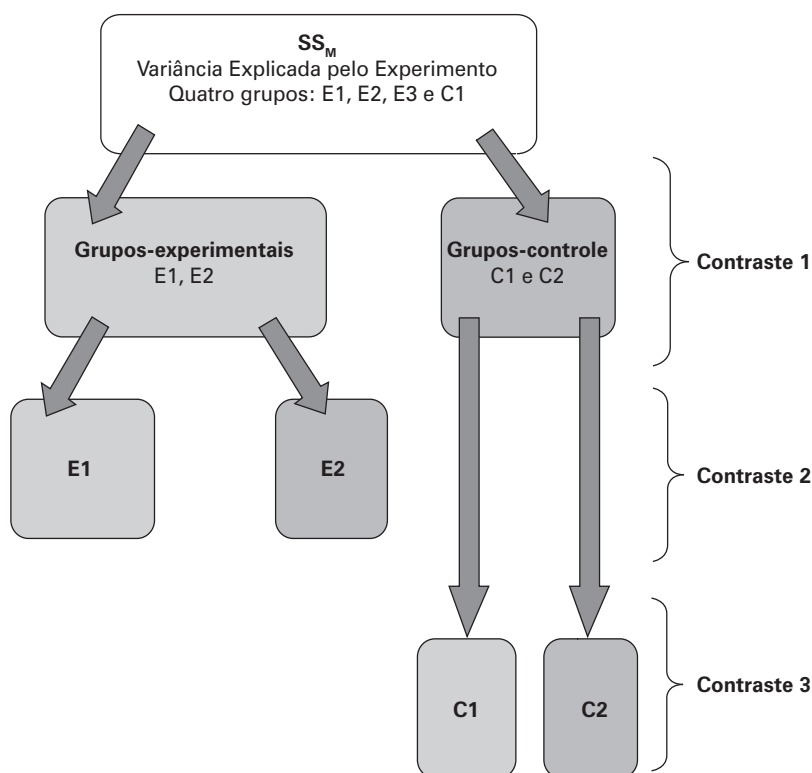 SS_M
Variância Explicada pelo Experimento
Quatro grupos: E1, E2, E3 e C1
Grupos-experimentais
E1, E2
Grupos-controle
C1 e C2
Contraste 1
E1
E2
Contraste 2
C1
C2
Contraste 3